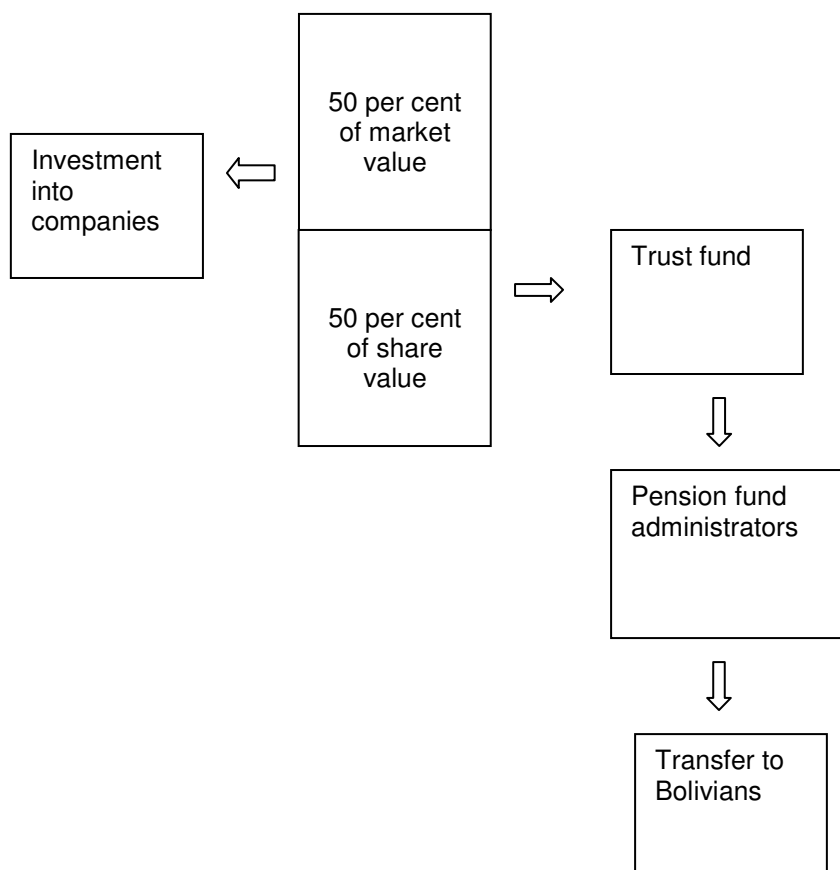 50 per cent
of market
value
Investment
into
companies
Trust fund
50 per cent
of share
value
Pension fund
administrators
Transfer to
Bolivians